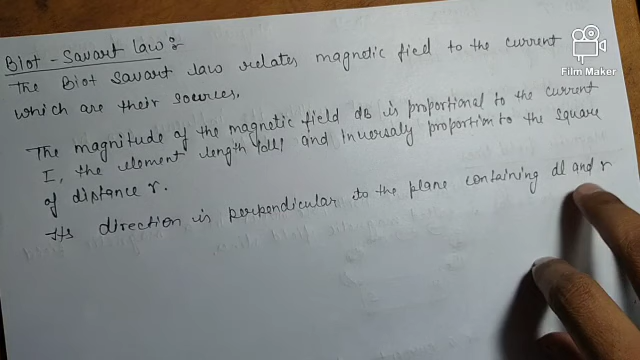 Biot - Savart law :
The Biot Savart law relates magnetic field to the current
which are their sources.
The magnitude of the magnetic field dB is proportional to the current
I, the element length |dl| and inversaly proportion to the square
of distance r.
Its direction is perpendicular to the plane containing dl and r
Film Maker